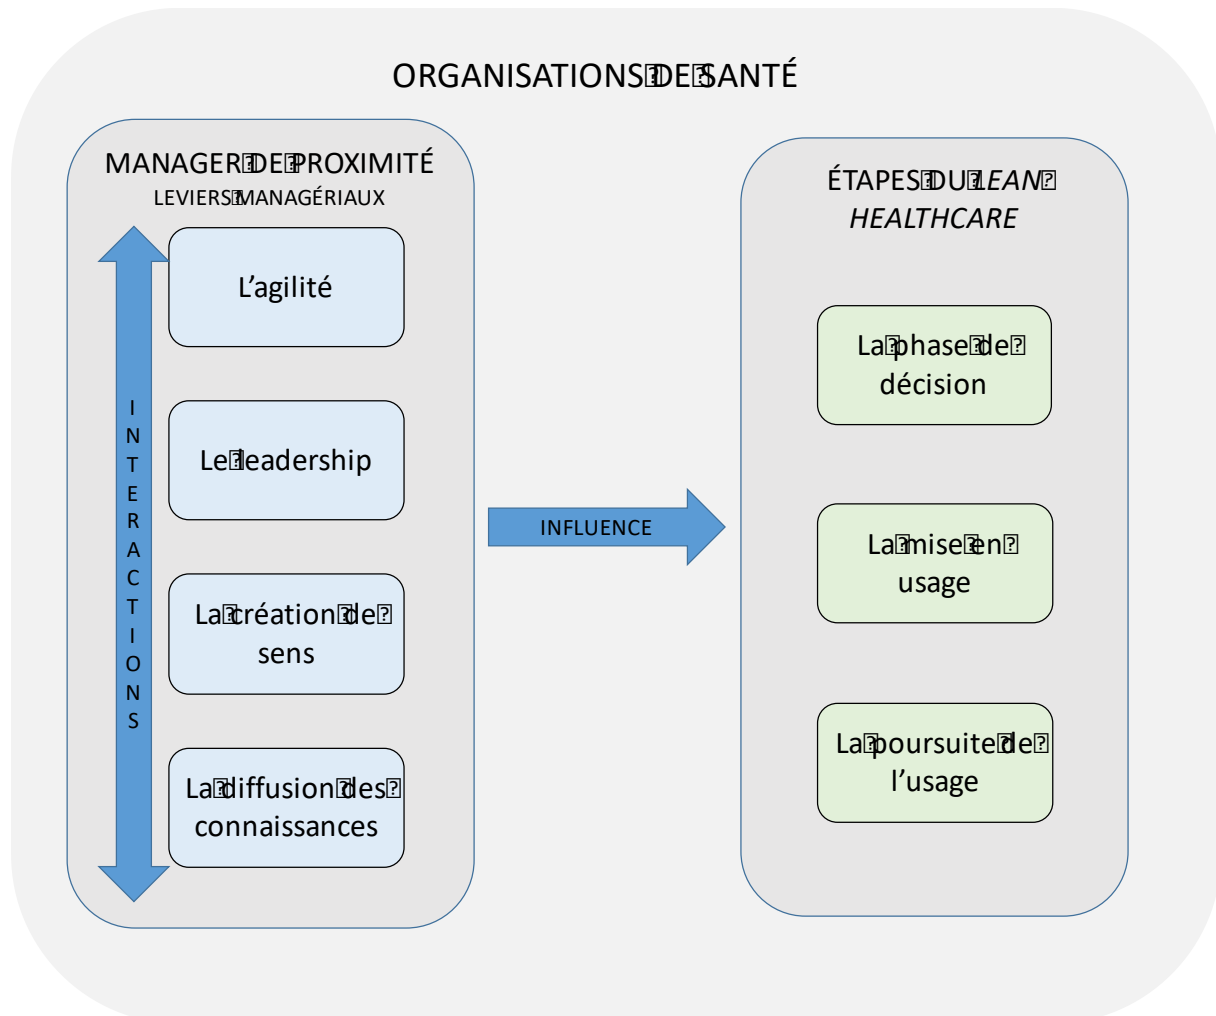 ORGANISATIONS DE SANTÉ
MANAGER DE PROXIMITÉ
LEVIERS MANAGÉRIAUX
L'agilité
Le leadership
La création de
sens
La diffusion des
connaissances
INTERACTIONS
INFLUENCE
ÉTAPES DU LEAN
HEALTHCARE
La phase de
décision
La mise en
usage
La poursuite de
l'usage